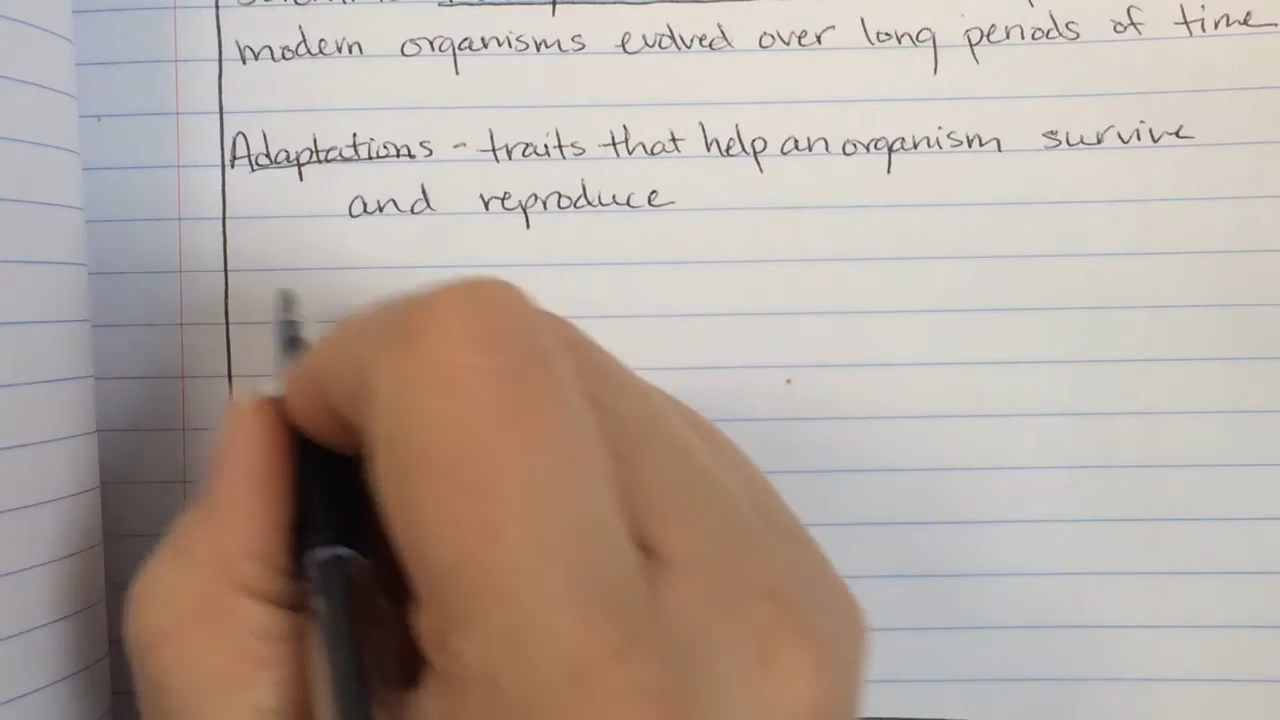 modern organisms evolved over long periods of time
Adaptations - traits that help an organism survive
and reproduce